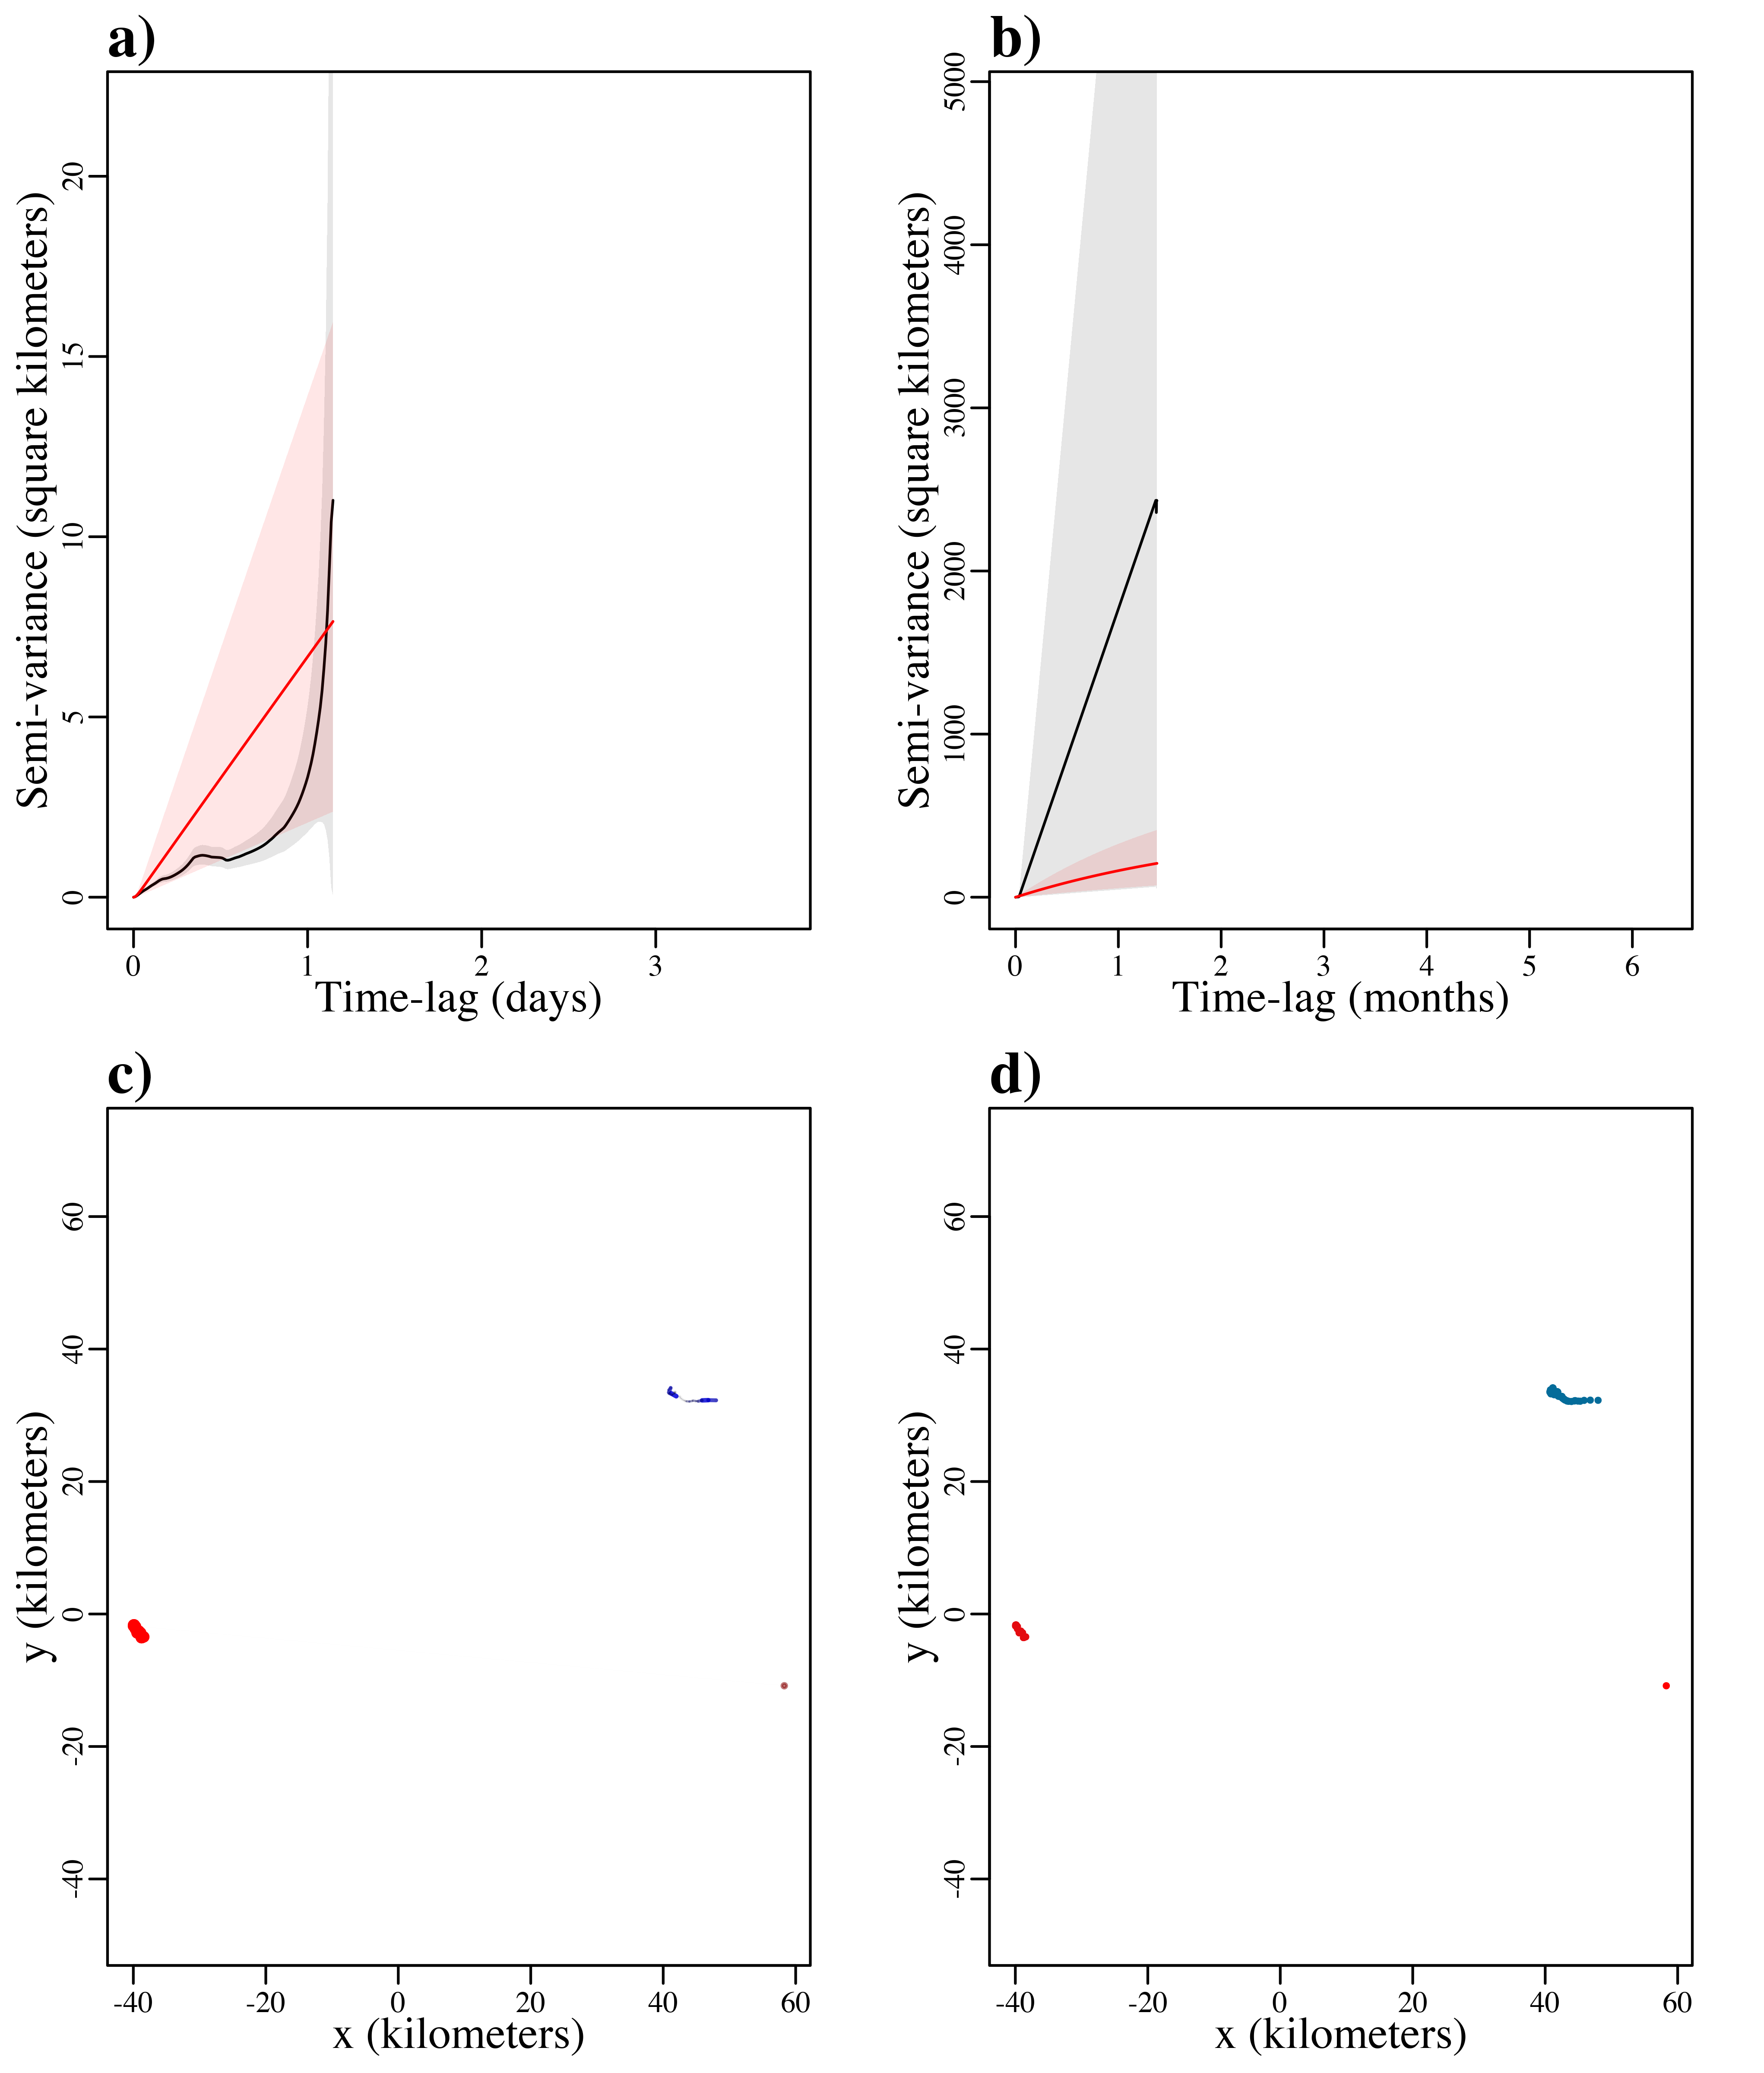 a)
Semi-variance (square kilometers)
0 5 10 15 20
0 1 2 3
Time-lag (days)
b)
Semi-variance (square kilometers)
0 1000 2000 3000 4000 5000
0 1 2 3 4 5 6
Time-lag (months)
c)
y (kilometers)
-40 -20 0 20 40 60
-40 -20 0 20 40 60
x (kilometers)
d)
y (kilometers)
-40 -20 0 20 40 60
-40 -20 0 20 40 60
x (kilometers)